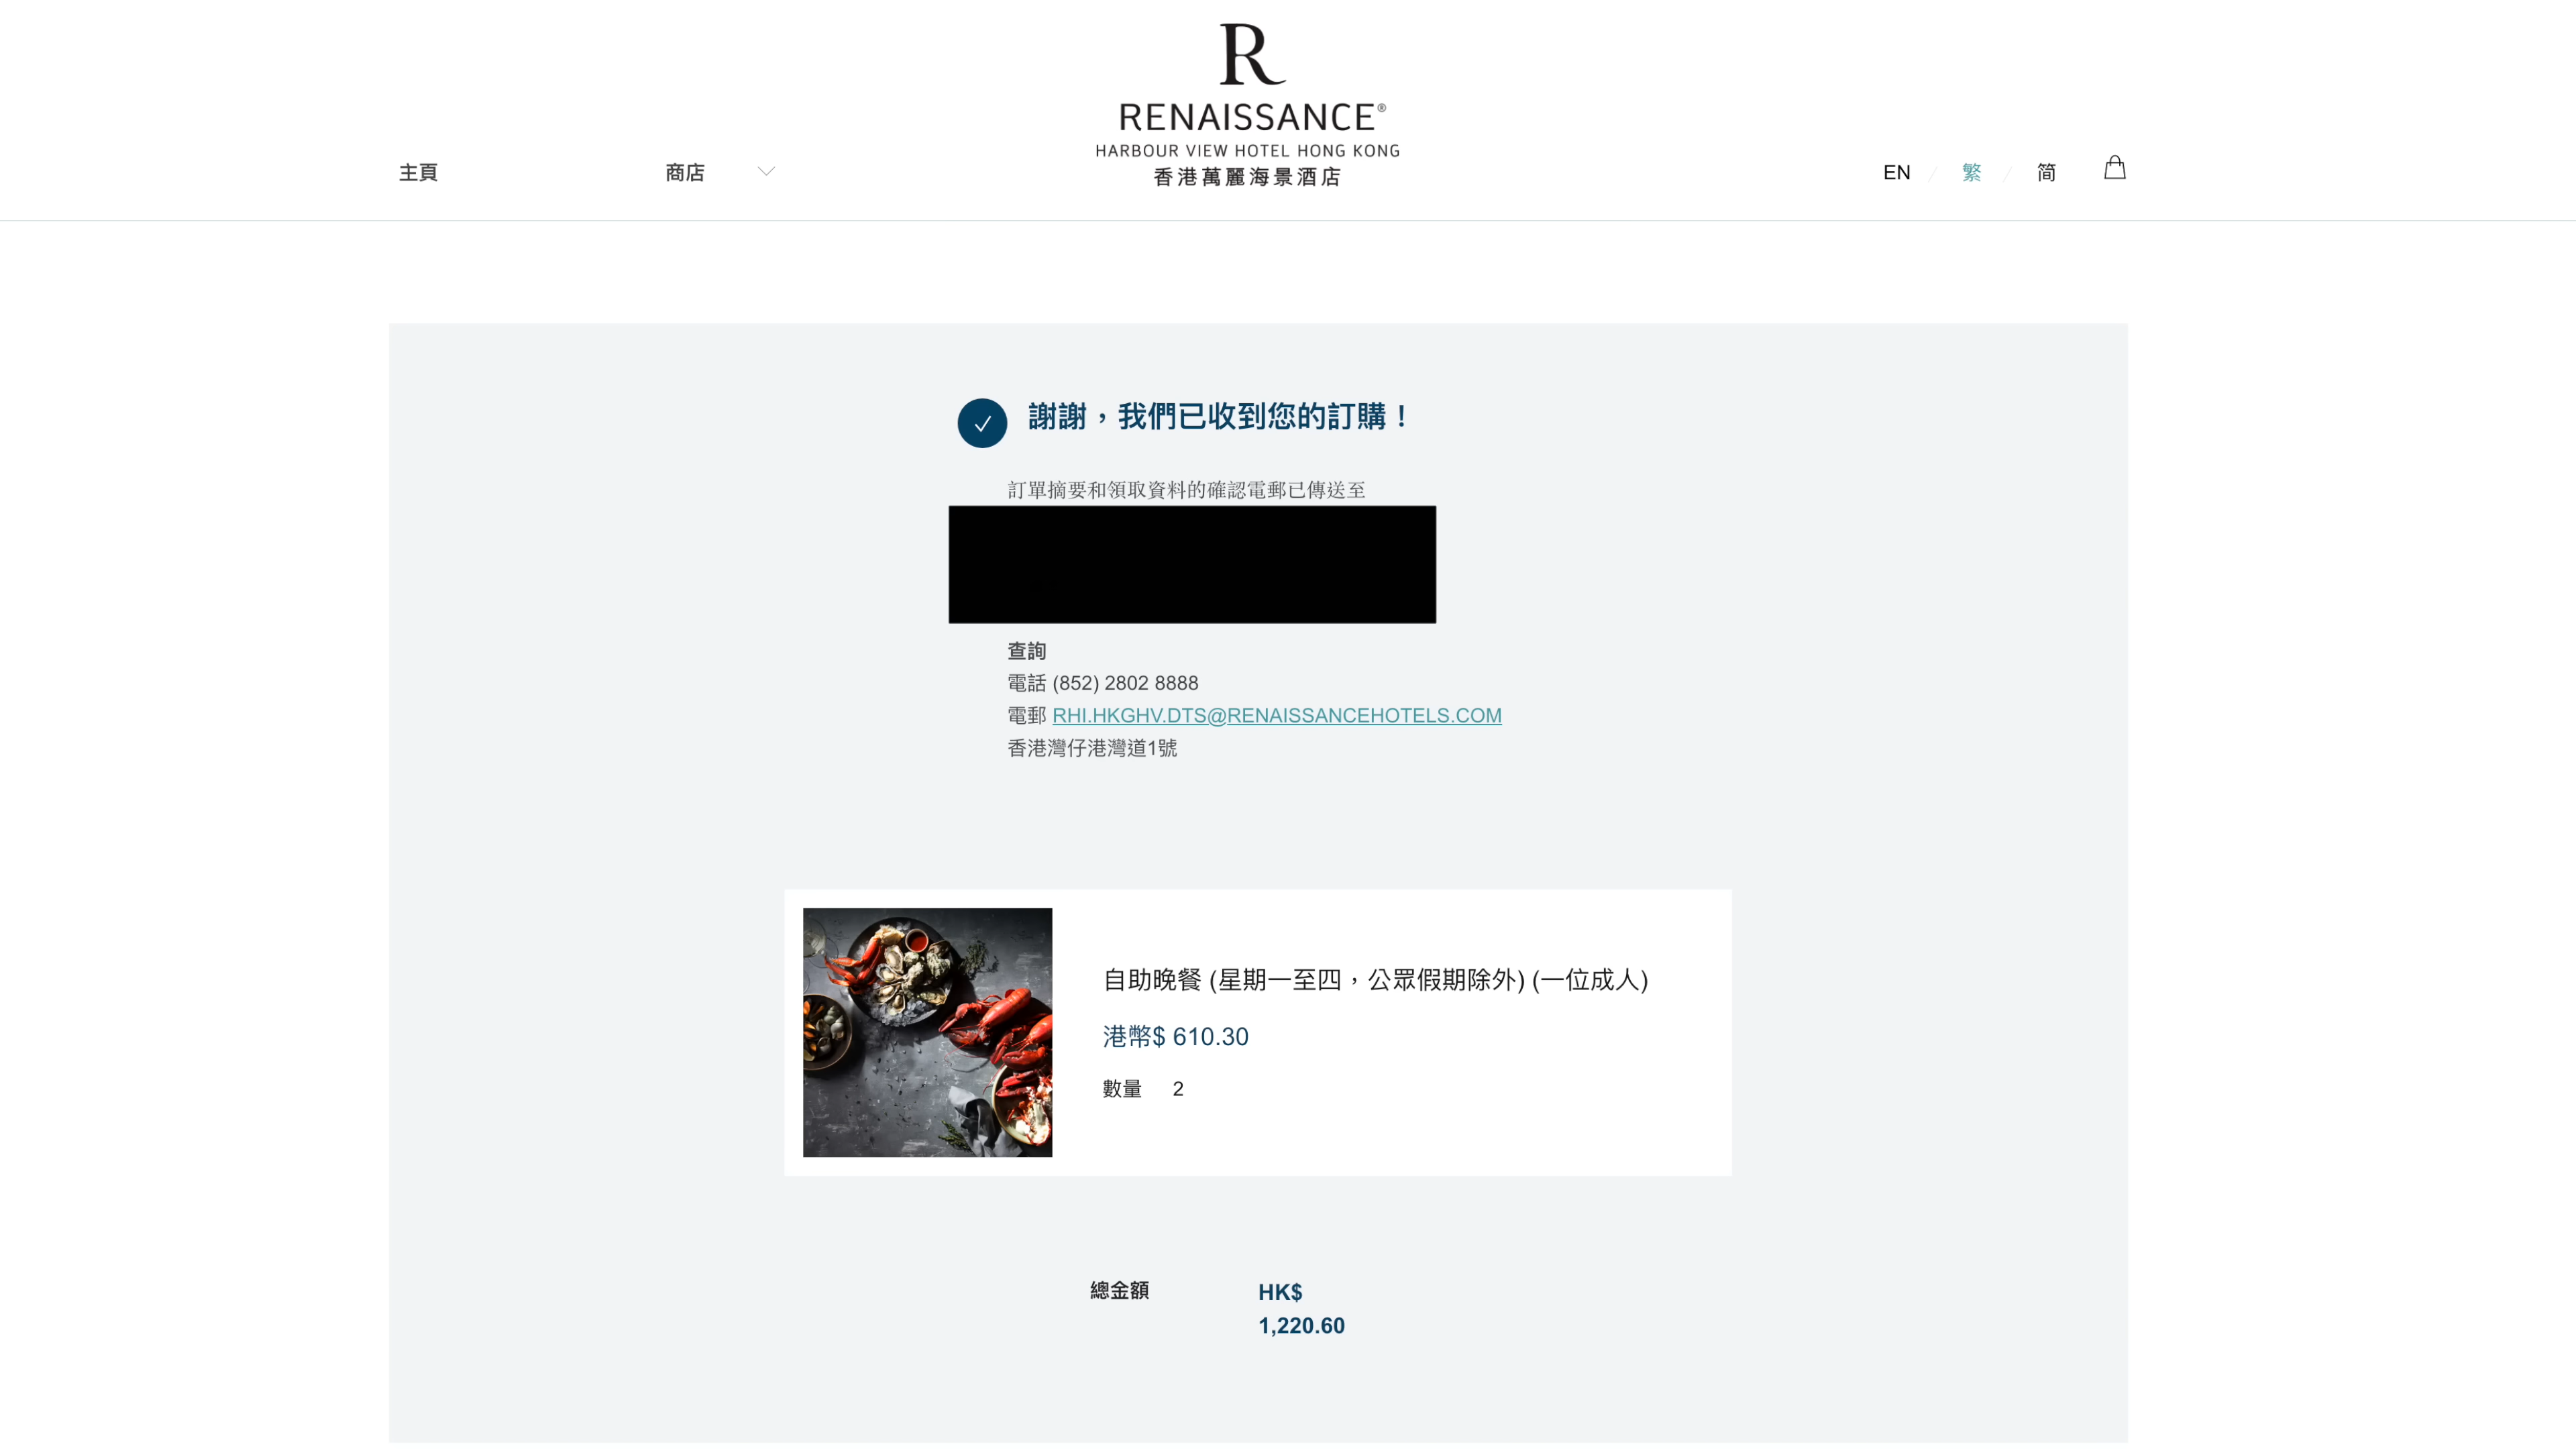 R
RENAISSANCE®
HARBOUR VIEW HOTEL HONG KONG
香港萬麗海景酒店
主頁
商店
EN / 繁 / 简
謝謝，我們已收到您的訂購！
訂單摘要和領取資料的確認電郵已傳送至
查詢
電話 (852) 2802 8888
電郵 RHI.HKGHV.DTS@RENAISSANCEHOTELS.COM
香港灣仔港灣道1號
自助晚餐 (星期一至四，公眾假期除外) (一位成人)
港幣$ 610.30
數量 2
總金額 HK$
1,220.60